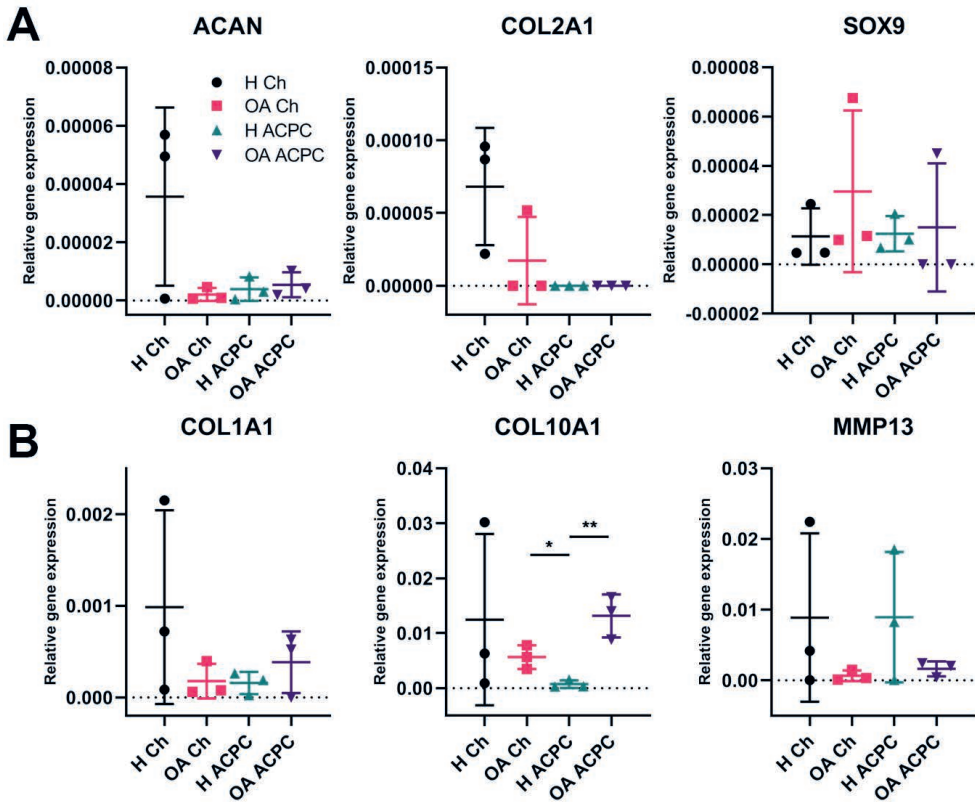 A
ACAN
COL2A1
SOX9
Relative gene expression
0.00008
0.00006
0.00004
0.00002
0.00000
H Ch
OA Ch
H ACPC
OA ACPC
H Ch
OA Ch
H ACPC
OA ACPC
Relative gene expression
0.00015
0.00010
0.00005
0.00000
H Ch
OA Ch
H ACPC
OA ACPC
Relative gene expression
0.00008
0.00006
0.00004
0.00002
0.00000
-0.00002
H Ch
OA Ch
H ACPC
OA ACPC
B
COL1A1
COL10A1
MMP13
Relative gene expression
0.002
0.001
0.000
H Ch
OA Ch
H ACPC
OA ACPC
Relative gene expression
0.04
0.03
0.02
0.01
0.00
*
**
H Ch
OA Ch
H ACPC
OA ACPC
Relative gene expression
0.03
0.02
0.01
0.00
H Ch
OA Ch
H ACPC
OA ACPC